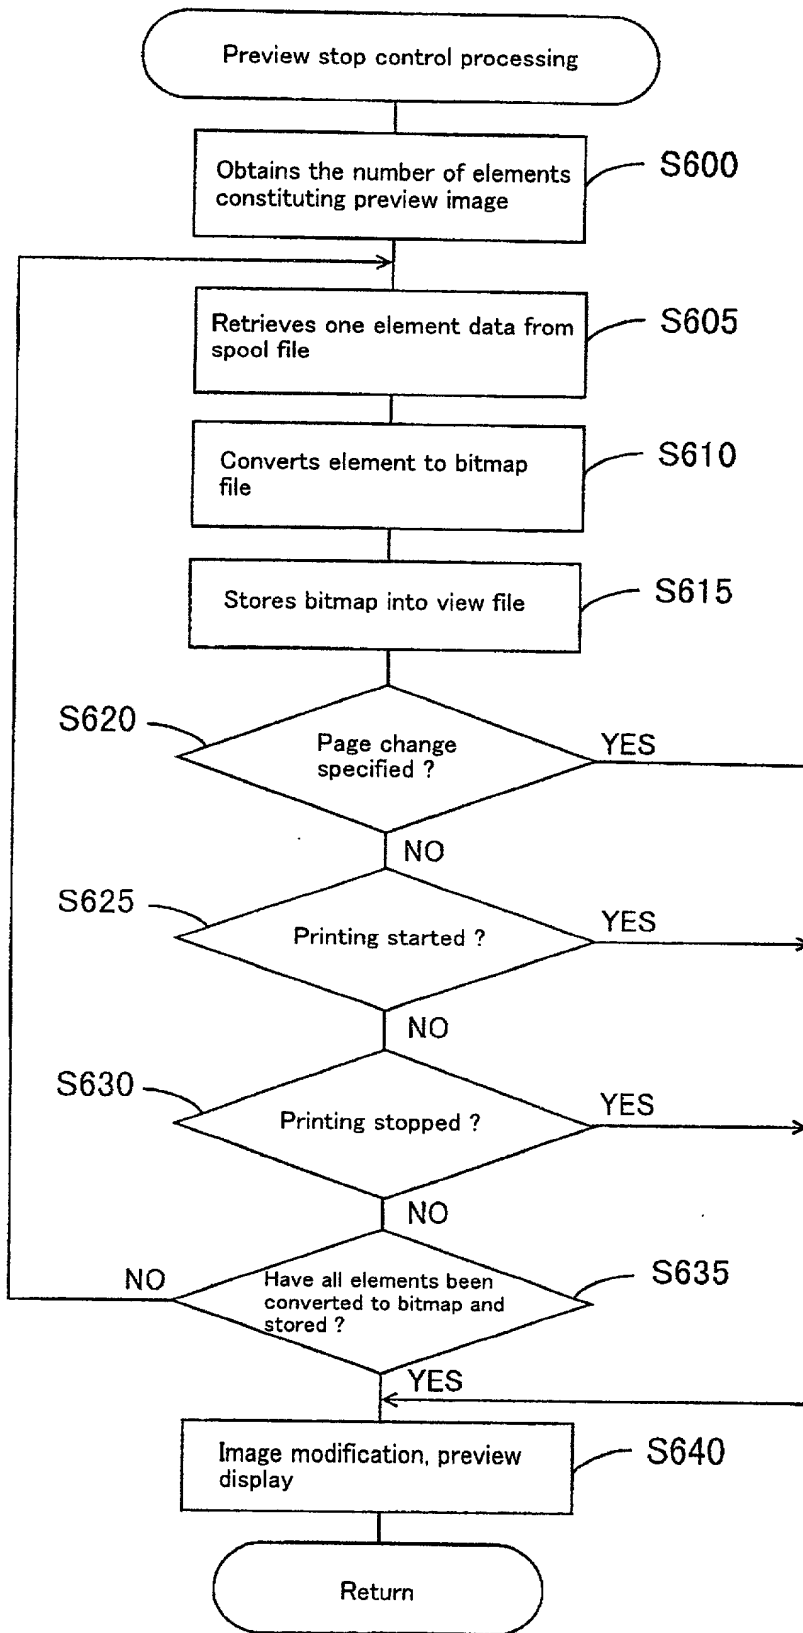 Preview stop control processing
Obtains the number of elements
constituting preview image
S600
Retrieves one element data from
spool file
S605
Converts element to bitmap
file
S610
Stores bitmap into view file
S615
S620
Page change
specified ?
YES
NO
S625
Printing started ?
YES
NO
S630
Printing stopped ?
YES
NO
NO
Have all elements been
converted to bitmap and
stored ?
S635
YES
Image modification, preview
display
S640
Return